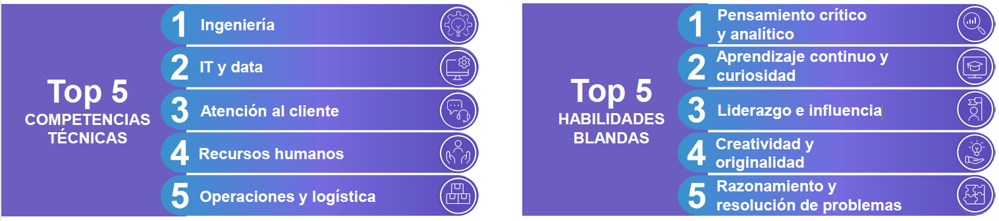 Top 5
COMPETENCIAS
TÉCNICAS
1 Ingeniería
2 IT y data
3 Atención al cliente
4 Recursos humanos
5 Operaciones y logística
Top 5
HABILIDADES
BLANDAS
1 Pensamiento crítico
y analítico
2 Aprendizaje continuo y
curiosidad
3 Liderazgo e influencia
4 Creatividad y
originalidad
5 Razonamiento y
resolución de problemas